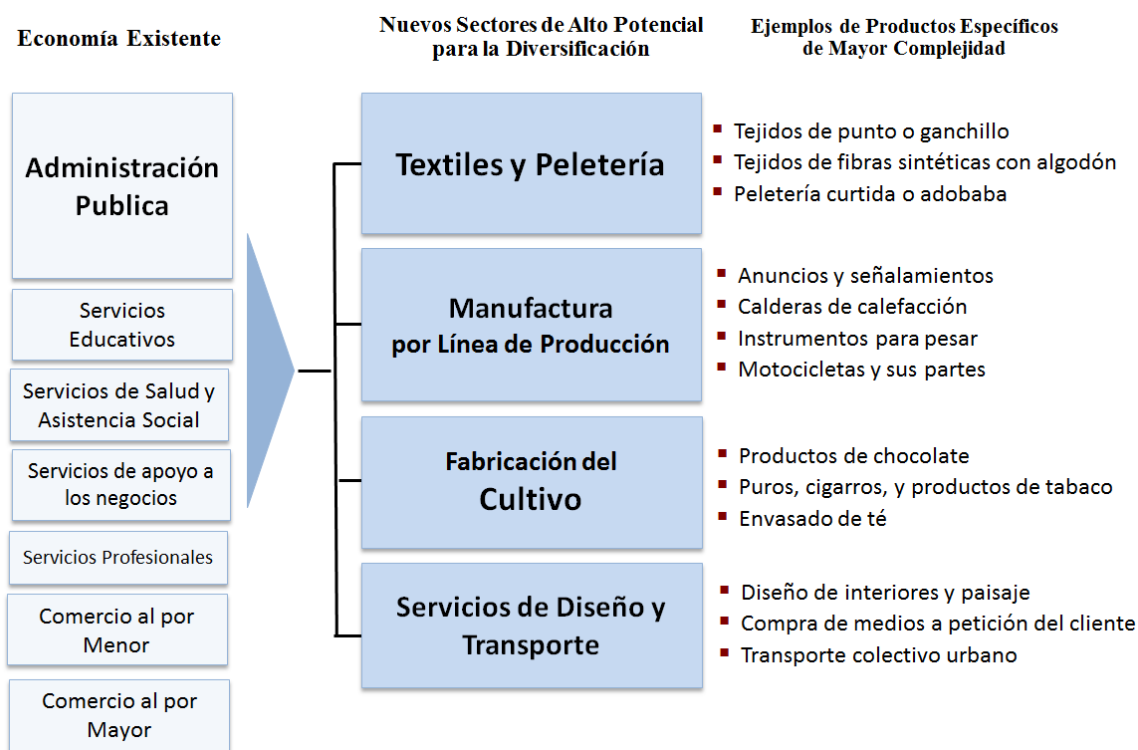 Economía Existente
Nuevos Sectores de Alto Potencial
para la Diversificación
Ejemplos de Productos Específicos
de Mayor Complejidad
Administración
Publica
Servicios
Educativos
Servicios de Salud y
Asistencia Social
Servicios de apoyo a
los negocios
Servicios Profesionales
Comercio al por
Menor
Comercio al por
Mayor
Textiles y Peletería
▪ Tejidos de punto o ganchillo
▪ Tejidos de fibras sintéticas con algodón
▪ Peletería curtida o adobaba
Manufactura
por Línea de Producción
▪ Anuncios y señalamientos
▪ Calderas de calefacción
▪ Instrumentos para pesar
▪ Motocicletas y sus partes
Fabricación del
Cultivo
▪ Productos de chocolate
▪ Puros, cigarros, y productos de tabaco
▪ Envasado de té
Servicios de Diseño y
Transporte
▪ Diseño de interiores y paisaje
▪ Compra de medios a petición del cliente
▪ Transporte colectivo urbano